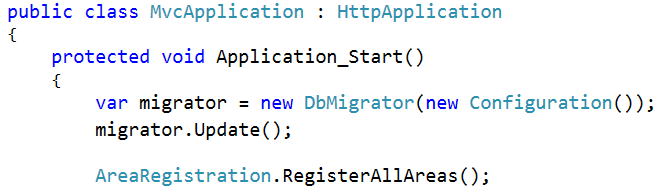 public class MvcApplication : HttpApplication
{
    protected void Application_Start()
    {
        var migrator = new DbMigrator(new Configuration());
        migrator.Update();

        AreaRegistration.RegisterAllAreas();